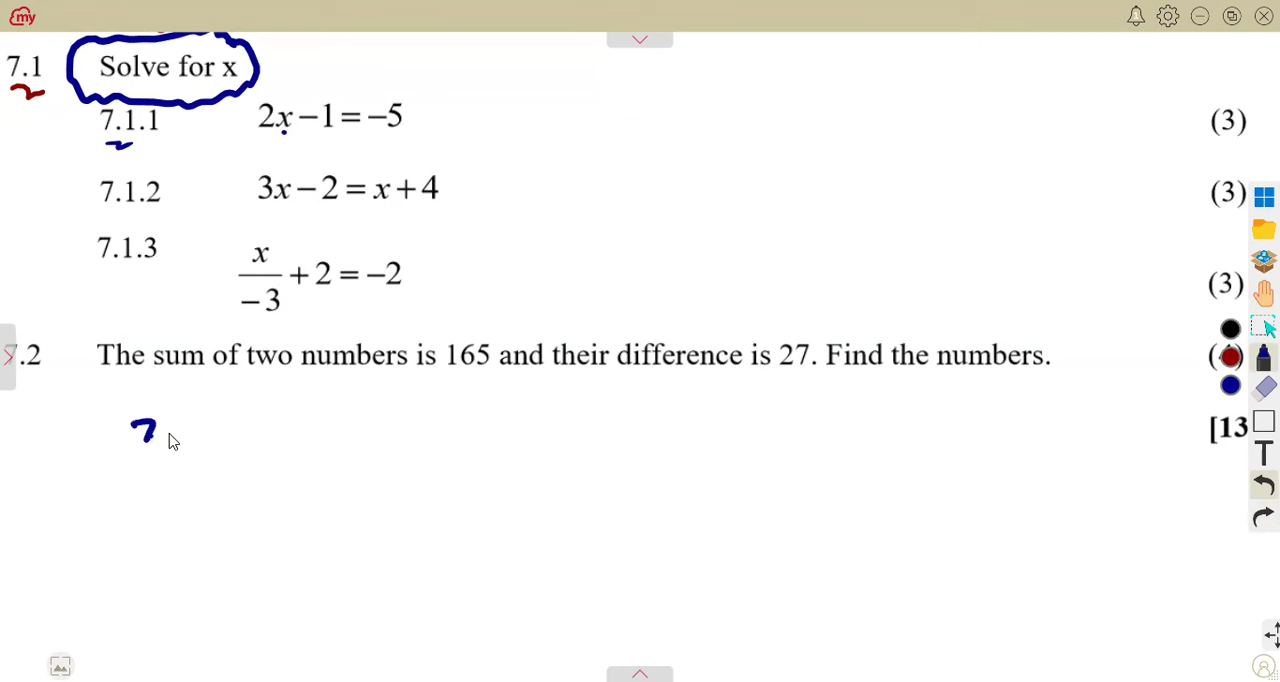 my
7.1 Solve for x
7.1.1 2x − 1 = −5 (3)
7.1.2 3x − 2 = x + 4 (3)
7.1.3 x/−3 + 2 = −2 (3)
7.2 The sum of two numbers is 165 and their difference is 27. Find the numbers.
7
[13
T